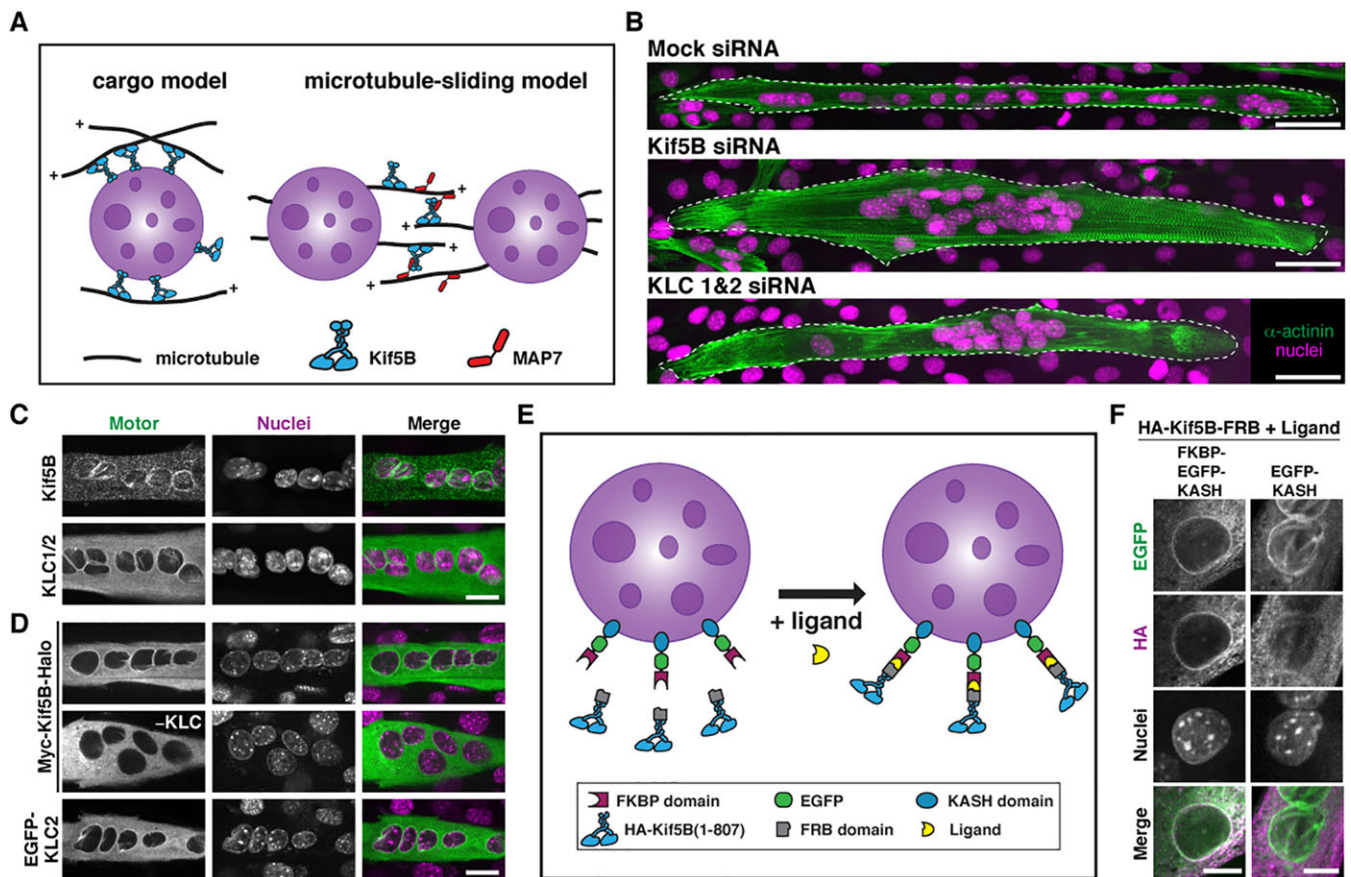 A
cargo model
microtubule-sliding model
+
+
+
+
+
+
+
microtubule
Kif5B
MAP7
B
Mock siRNA
Kif5B siRNA
KLC 1&2 siRNA
α-actinin
nuclei
C
Motor
Nuclei
Merge
Kif5B
KLC1/2
D
Myc-Kif5B-Halo
–KLC
EGFP-
KLC2
E
+ ligand
FKBP domain
EGFP
KASH domain
HA-Kif5B(1-807)
FRB domain
Ligand
F
HA-Kif5B-FRB + Ligand
FKBP-
EGFP-
KASH
EGFP-
KASH
EGFP
HA
Nuclei
Merge